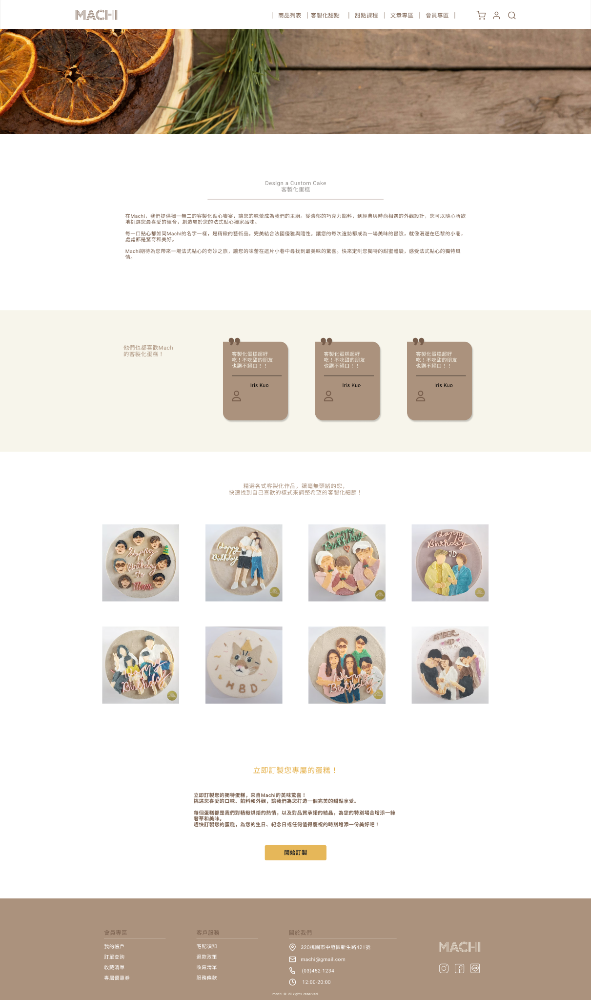 MACHI
商品列表
客製化甜點
甜點課程
文章專區
會員專區
Design a Custom Cake
客製化蛋糕
在Machi，我們提供獨一無二的客製化點心饗宴，讓您的味蕾成為我們的主廚。從濃郁的巧克力餡料，到經典與時尚相遇的外觀設計，您可以隨心所欲
地挑選您最喜愛的組合，創造屬於您的法式點心獨家品味。
每一口點心都如同Machi的名字一樣，是精緻的藝術品，完美結合法國優雅與隨性。讓您的每次造訪都成為一場美味的冒險，就像漫遊在巴黎的小巷，
處處都是驚奇和美好。
Machi期待為您帶來一場法式點心的奇妙之旅，讓您的味蕾在這片小巷中尋找到最美味的驚喜。快來定制您獨特的甜蜜體驗，感受法式點心的獨特風
情。
他們也都喜歡Machi
的客製化蛋糕！
客製化蛋糕超好
吃！不吃甜的朋友
也讚不絕口！！
Iris Kuo
客製化蛋糕超好
吃！不吃甜的朋友
也讚不絕口！！
Iris Kuo
客製化蛋糕超好
吃！不吃甜的朋友
也讚不絕口！！
Iris Kuo
精選各式客製化作品，讓毫無頭緒的您，
快速找到自己喜歡的樣式來調整希望的客製化細節！
Happy
Birthday
To
Mom
Happy
Birthday
Happy
Birthday
Happy
Birthday
JD
Happy
Birthday
HBD
Happy
Birthday
AMBER
立即訂製您專屬的蛋糕！
立即訂製您的獨特蛋糕，來自Machi的美味驚喜！
挑選您喜愛的口味、餡料和外觀，讓我們為您打造一個完美的甜點享受。
每個蛋糕都是我們對精緻烘焙的熱情，以及對品質承諾的結晶，為您的特別場合增添一絲
奢華和美味。
趕快訂製您的蛋糕，為您的生日、紀念日或任何值得慶祝的時刻增添一份美好吧！
開始訂製
會員專區
我的帳戶
訂單查詢
收藏清單
專屬優惠券
客戶服務
宅配須知
退款政策
收藏清單
服務條款
關於我們
320桃園市中壢區新生路421號
machi@gmail.com
(03)452-1234
12:00-20:00
MACHI
LINE
machi © All rights reserved.